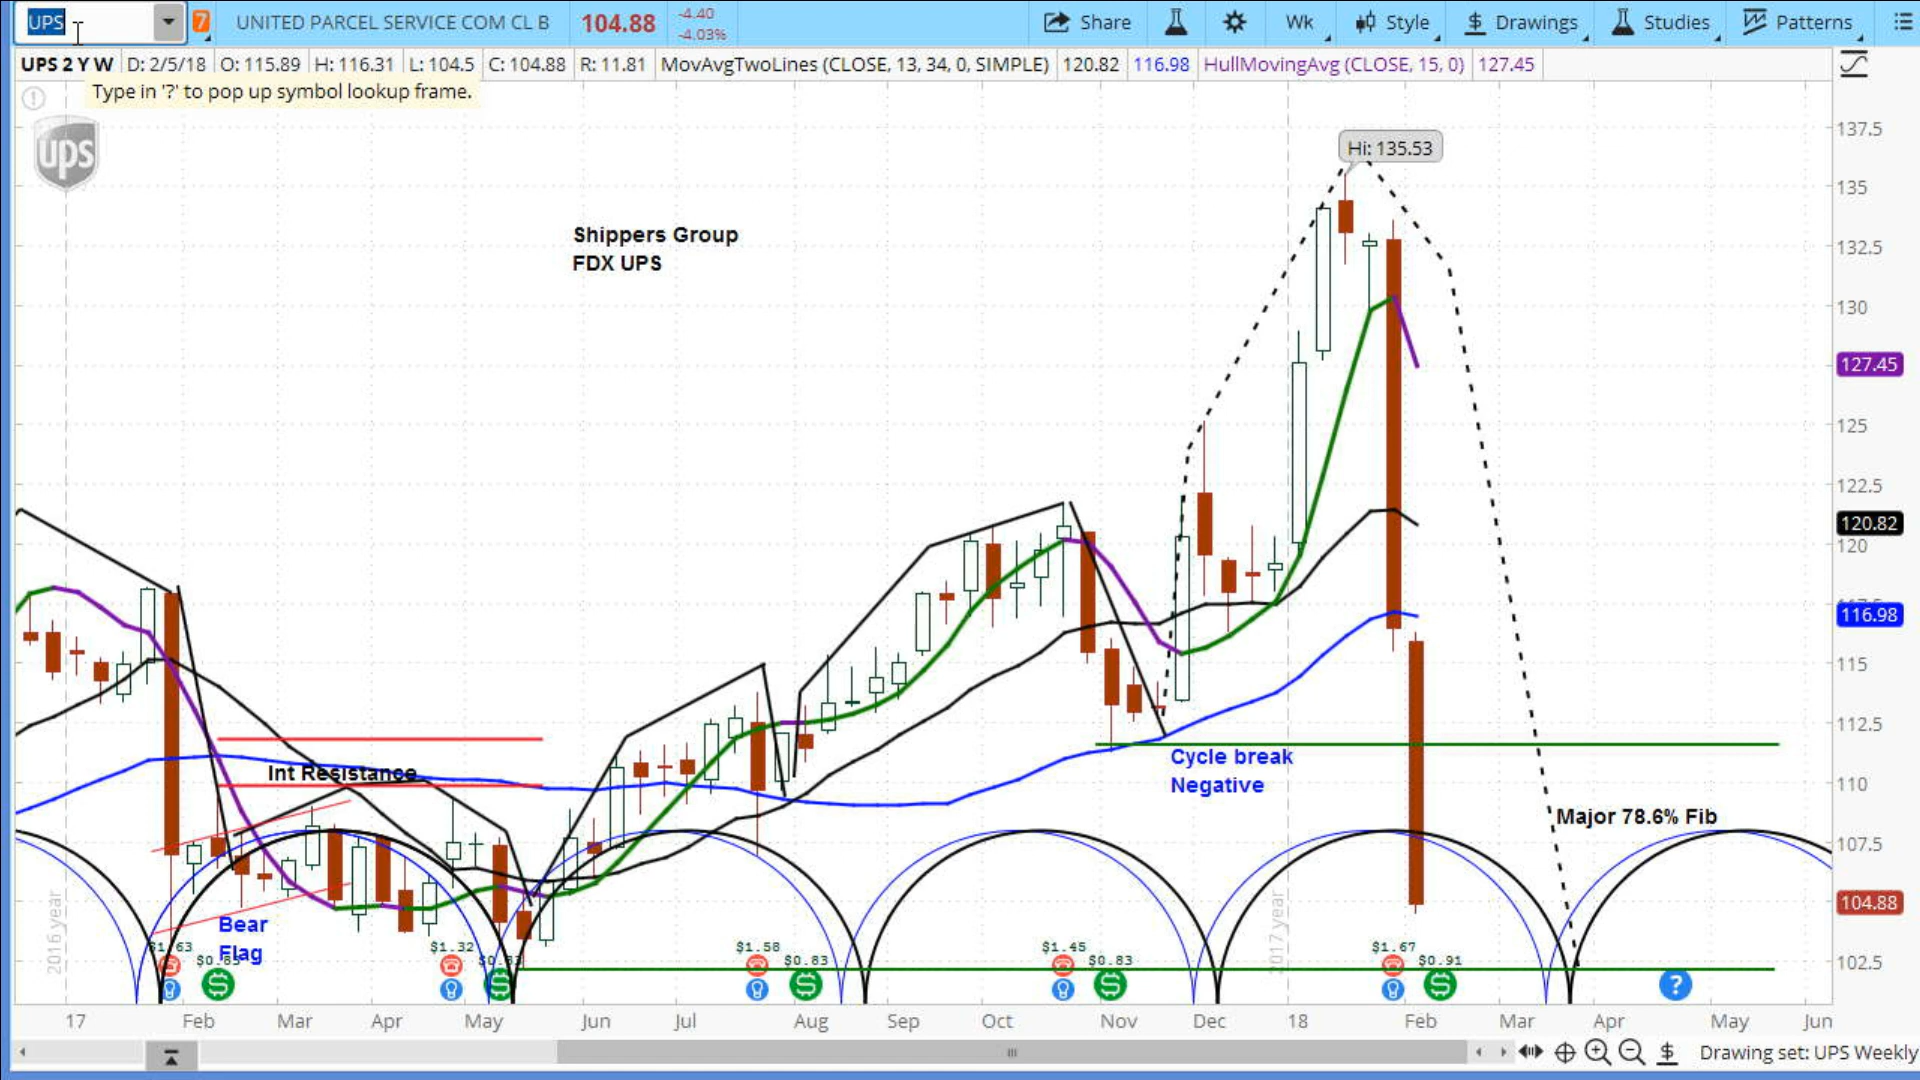 UPS
7
UNITED PARCEL SERVICE COM CL B
104.88
-4.40
-4.03%
Share
Wk
Style
$ Drawings
Studies
Patterns
UPS 2 Y W D: 2/5/18 O: 115.89 H: 116.31 L: 104.5 C: 104.88 R: 11.81 MovAvgTwoLines (CLOSE, 13, 34, 0, SIMPLE) 120.82 116.98 HullMovingAvg (CLOSE, 15, 0) 127.45
Type in '?' to pop up symbol lookup frame.
ups
Hi: 135.53
Shippers Group
FDX UPS
137.5
135
132.5
130
127.45
125
122.5
120.82
120
116.98
115
112.5
110
107.5
104.88
102.5
Int Resistance
Cycle break
Negative
Major 78.6% Fib
Bear
Flag
2016 year
2017 year
$1.63
$1.32
$1.58
$0.83
$1.45
$0.83
$1.67
$0.91
$ $ $ $ $ ?
17 Feb Mar Apr May Jun Jul Aug Sep Oct Nov Dec 18 Feb Mar Apr May Jun
$ Drawing set: UPS Weekly